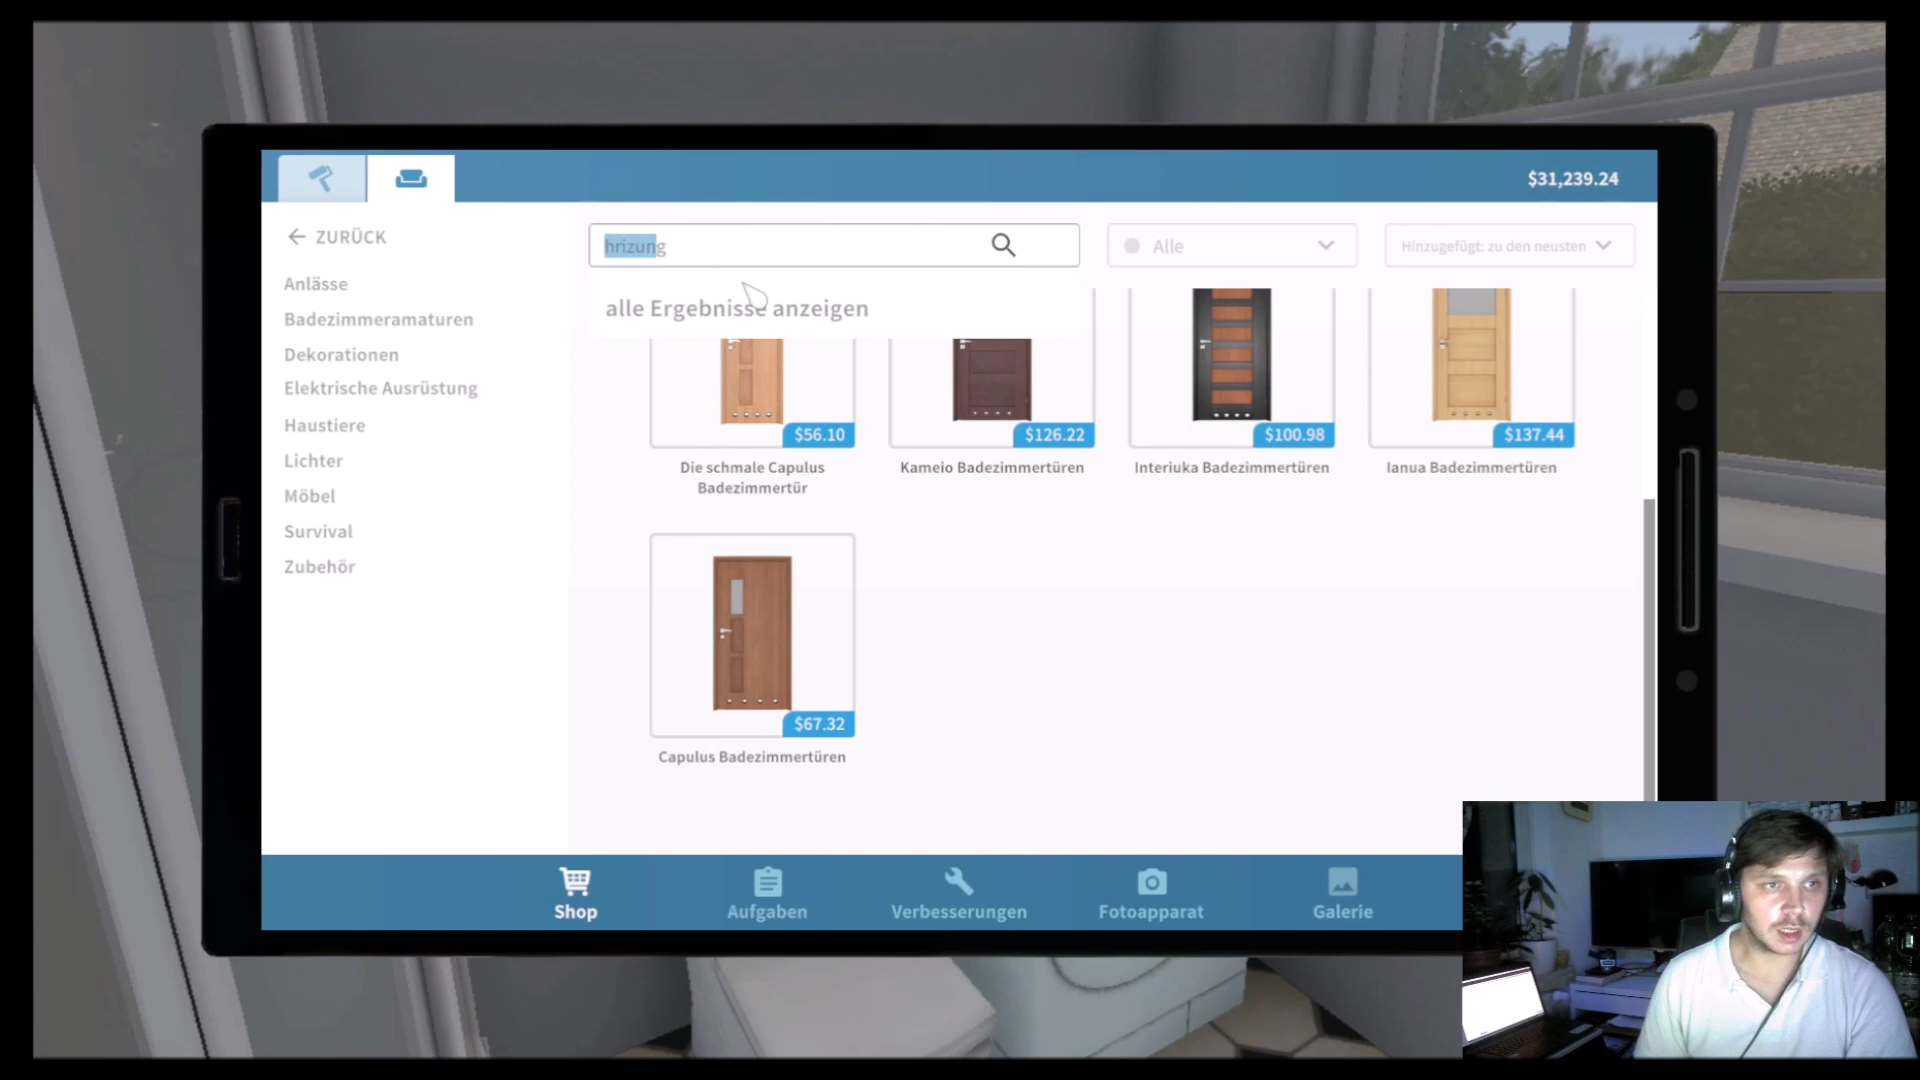 $31,239.24
ZURÜCK
hrizung
Alle
Hinzugefügt: zu den neusten
Anlässe
alle Ergebnisse anzeigen
Badezimmeramaturen
Dekorationen
Elektrische Ausrüstung
Haustiere
Lichter
Möbel
Survival
Zubehör
$56.10
$126.22
$100.98
$137.44
Die schmale Capulus
Badezimmertür
Kameio Badezimmertüren
Interiuka Badezimmertüren
Ianua Badezimmertüren
$67.32
Capulus Badezimmertüren
Shop
Aufgaben
Verbesserungen
Fotoapparat
Galerie